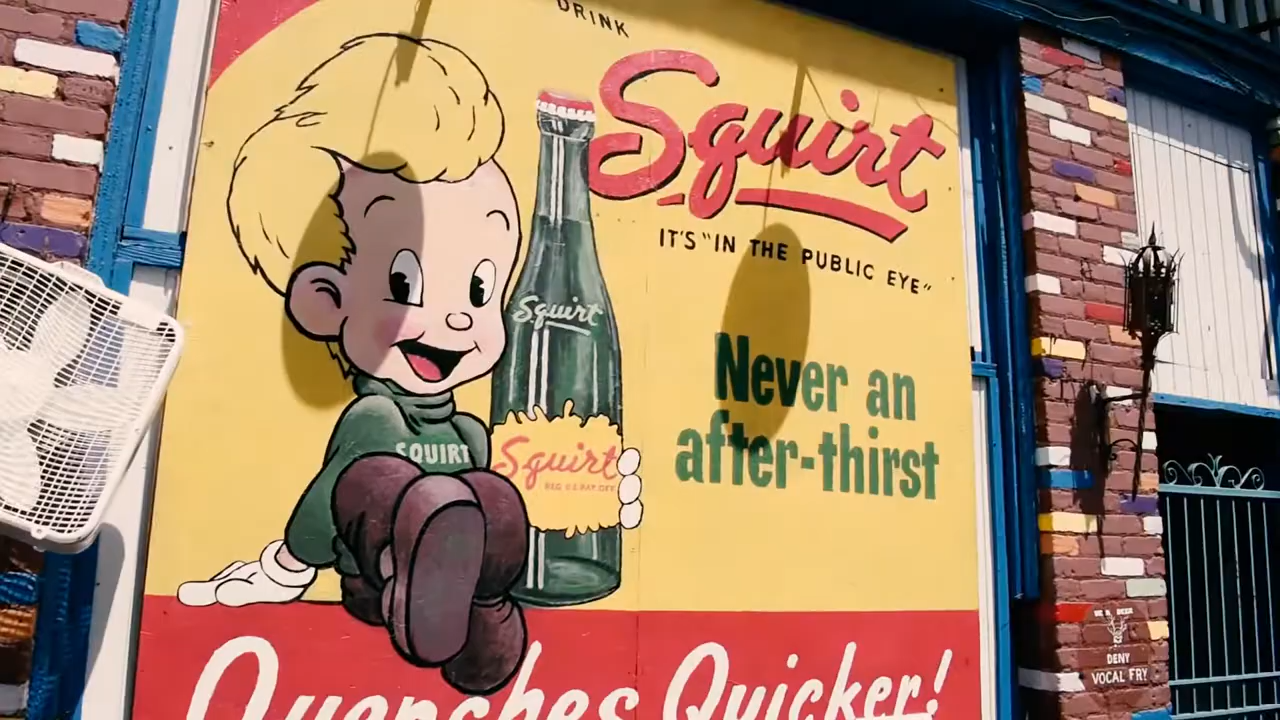 DRINK
Squirt
IT'S "IN THE PUBLIC EYE"
Squirt
Never an
after-thirst
SQUIRT
Squirt
REG. U.S. PAT. OFF.
Quenches Quicker!
DENY
VOCAL FRY